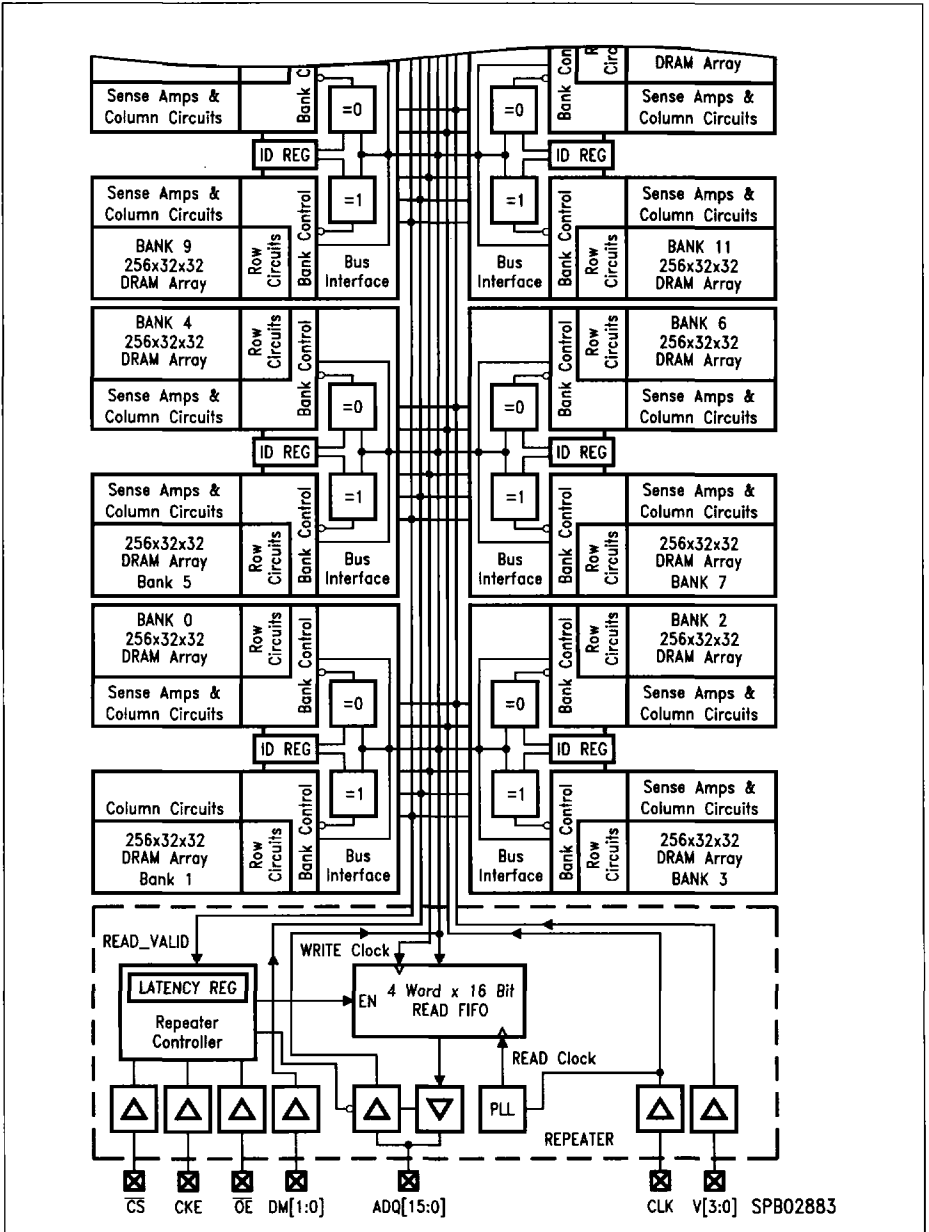 Sense Amps &
Column Circuits
Bank C
=0
ID REG
=1
Sense Amps &
Column Circuits
BANK 9
256x32x32
DRAM Array
Row
Circuits
Bank Control
Bus
Interface
Bank Con
DRAM Array
Sense Amps &
Column Circuits
=0
ID REG
=1
Sense Amps &
Column Circuits
BANK 11
256x32x32
DRAM Array
Row
Circuits
Bank Control
Bus
Interface
BANK 4
256x32x32
DRAM Array
Row
Circuits
Bank Control
Sense Amps &
Column Circuits
=0
ID REG
=1
Sense Amps &
Column Circuits
256x32x32
DRAM Array
Bank 5
Row
Circuits
Bank Control
Bus
Interface
BANK 6
256x32x32
DRAM Array
Row
Circuits
Bank Control
Sense Amps &
Column Circuits
=0
ID REG
=1
Sense Amps &
Column Circuits
256x32x32
DRAM Array
BANK 7
Row
Circuits
Bank Control
Bus
Interface
BANK 0
256x32x32
DRAM Array
Row
Circuits
Bank Control
Sense Amps &
Column Circuits
=0
ID REG
=1
Column Circuits
256x32x32
DRAM Array
Bank 1
Row
Circuits
Bank Control
Bus
Interface
BANK 2
256x32x32
DRAM Array
Row
Circuits
Bank Control
Sense Amps &
Column Circuits
=0
ID REG
=1
Sense Amps &
Column Circuits
256x32x32
DRAM Array
BANK 3
Row
Circuits
Bank Control
Bus
Interface
READ_VALID
WRITE Clock
LATENCY REG
Repeater
Controller
EN
4 Word x 16 Bit
READ FIFO
READ Clock
PLL
REPEATER
CS CKE OE DM[1:0] ADQ[15:0] CLK V[3:0] SPB02883